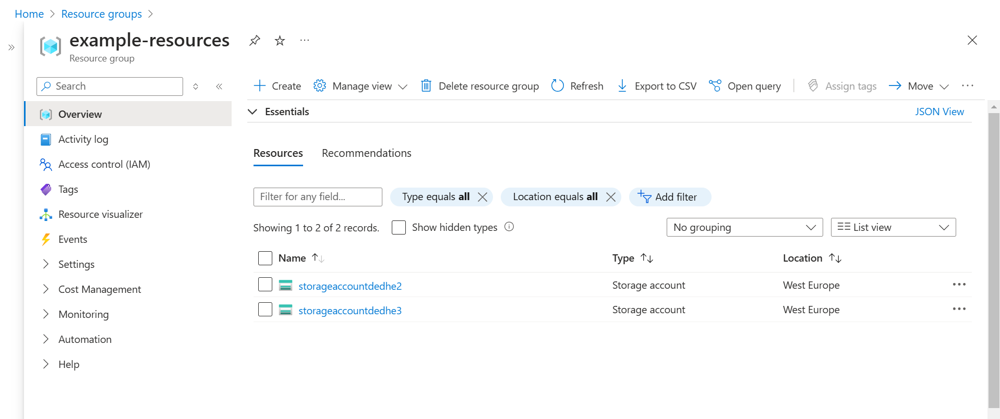 Home > Resource groups >
example-resources
Resource group
Search
Overview
Activity log
Access control (IAM)
Tags
Resource visualizer
Events
Settings
Cost Management
Monitoring
Automation
Help
Create Manage view Delete resource group Refresh Export to CSV Open query Assign tags Move
Essentials JSON View
Resources Recommendations
Filter for any field... Type equals all Location equals all Add filter
Showing 1 to 2 of 2 records. Show hidden types No grouping List view
Name Type Location
storageaccountdedhe2 Storage account West Europe
storageaccountdedhe3 Storage account West Europe